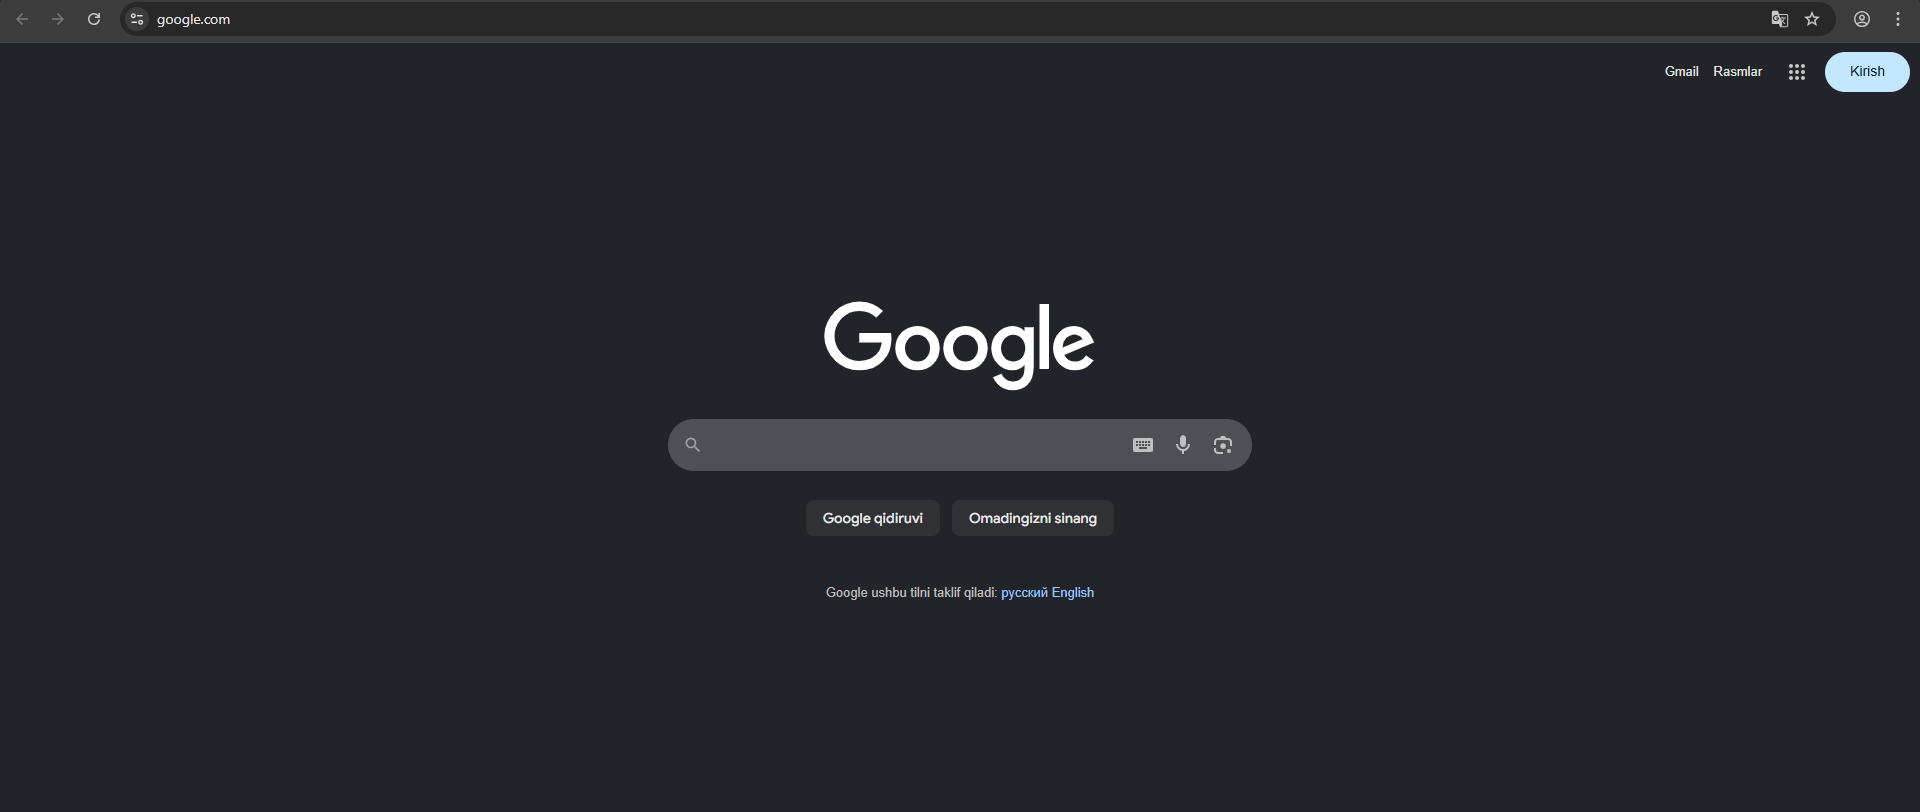 google.com
Gmail Rasmlar Kirish
Google
Google qidiruvi Omadingizni sinang
Google ushbu tilni taklif qiladi: русский English